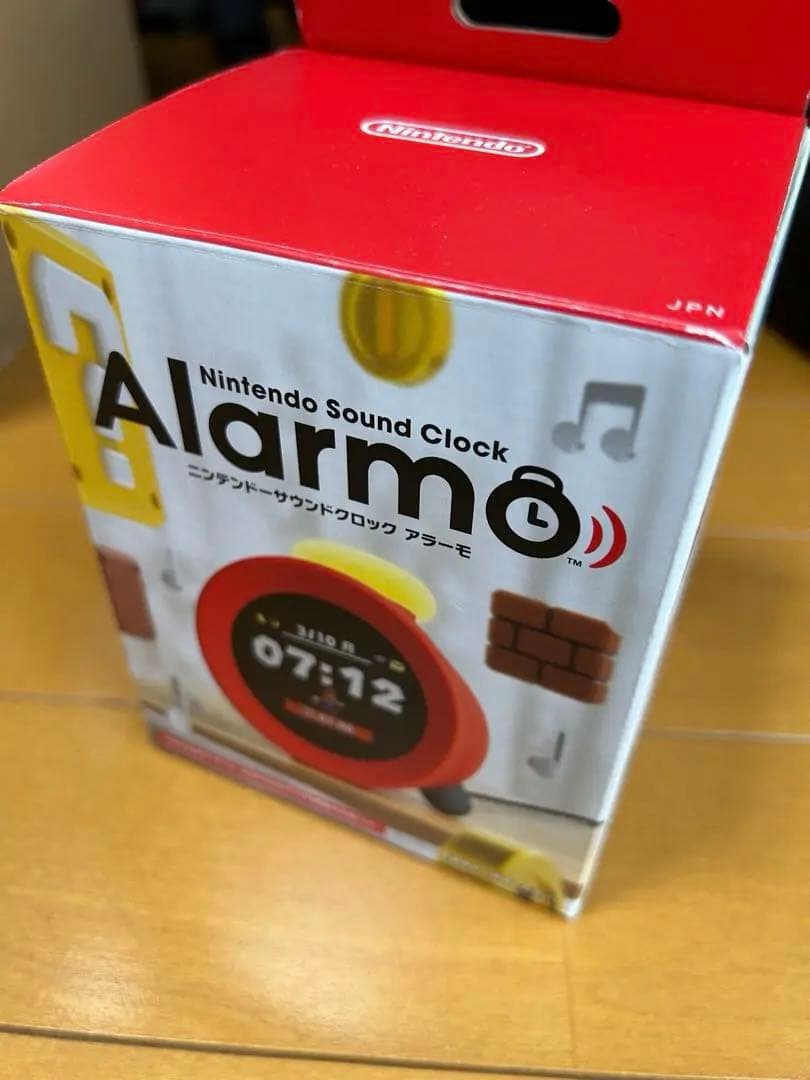 Nintendo
JPN
Nintendo Sound Clock
Alarmo
TM
ニンテンドーサウンドクロック アラーモ
3/10 月
07:12